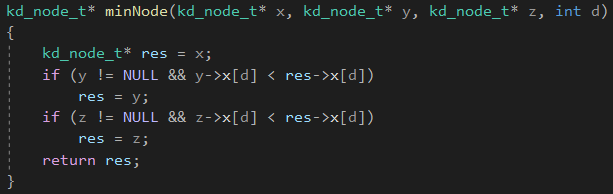 kd_node_t* minNode(kd_node_t* x, kd_node_t* y, kd_node_t* z, int d)
{
    kd_node_t* res = x;
    if (y != NULL && y->x[d] < res->x[d])
        res = y;
    if (z != NULL && z->x[d] < res->x[d])
        res = z;
    return res;
}